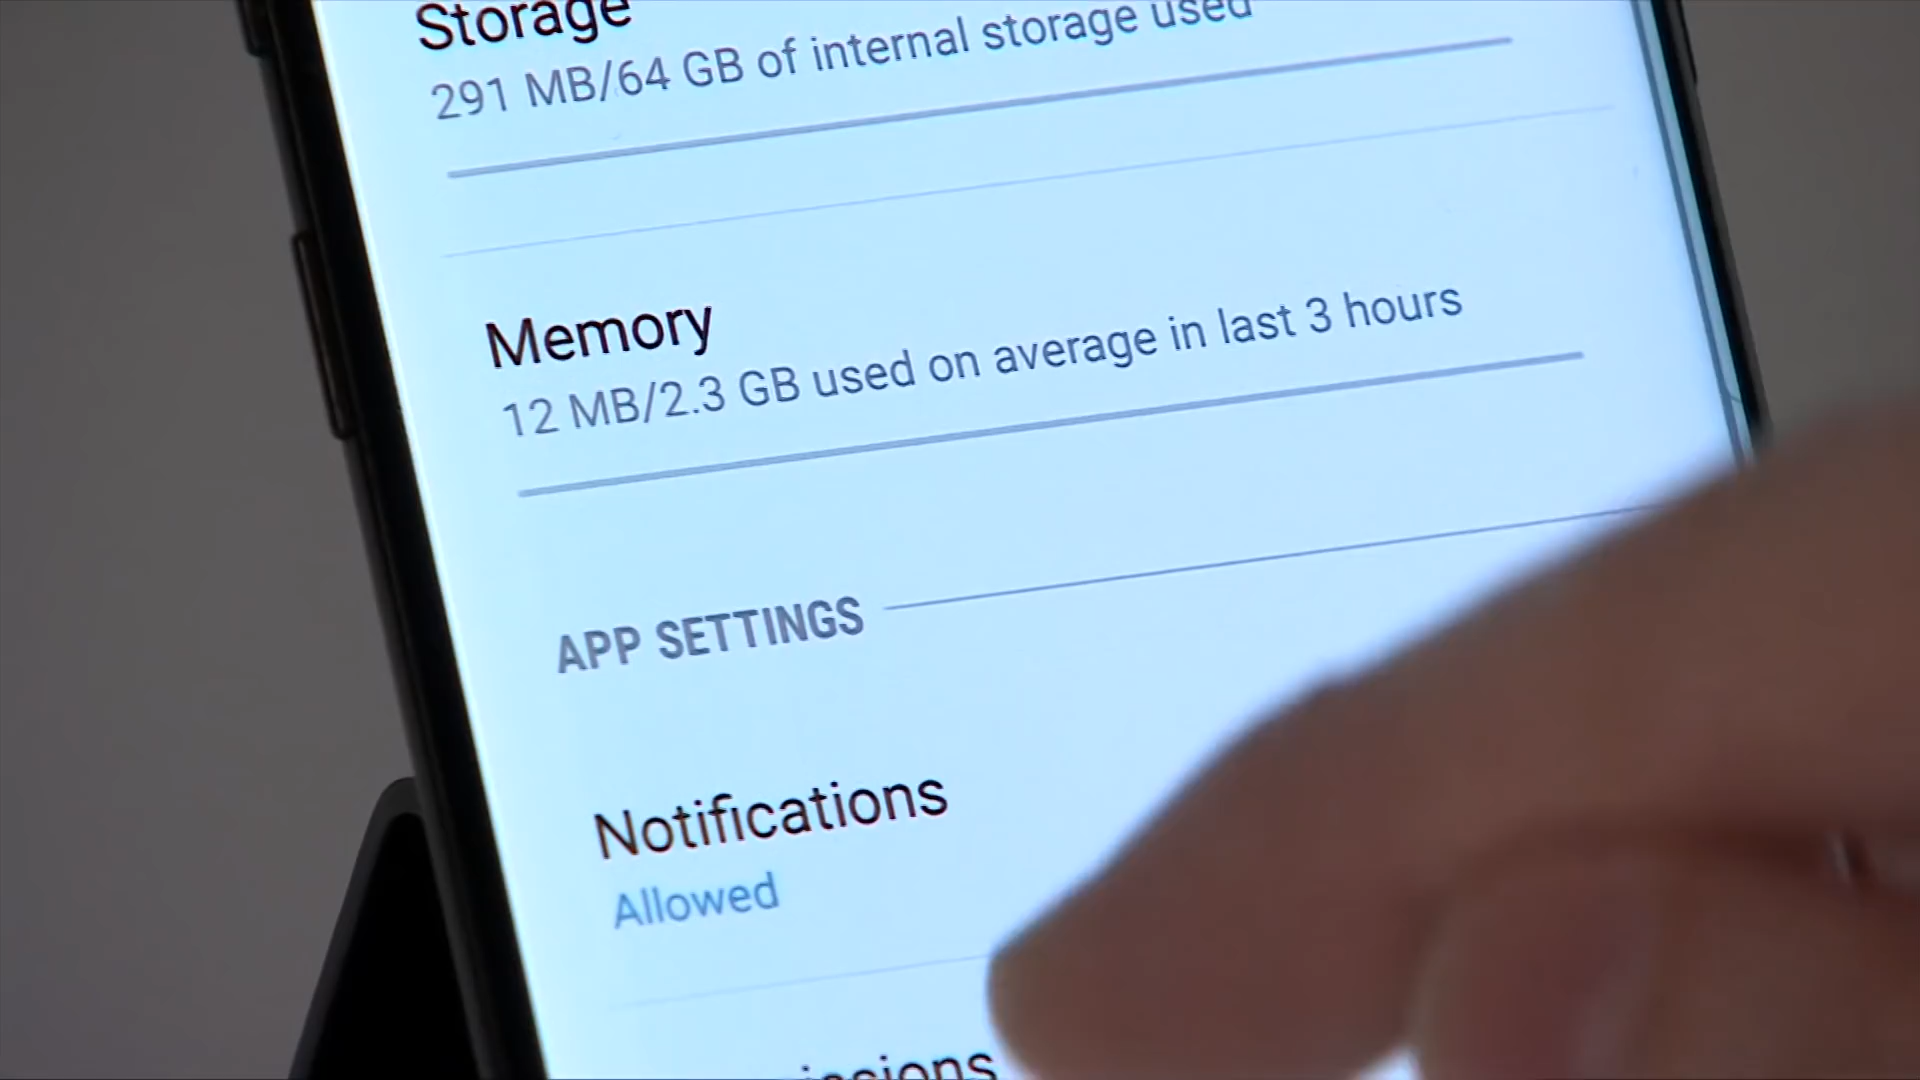 Storage
291 MB/64 GB of internal storage used
Memory
12 MB/2.3 GB used on average in last 3 hours
APP SETTINGS
Notifications
Allowed